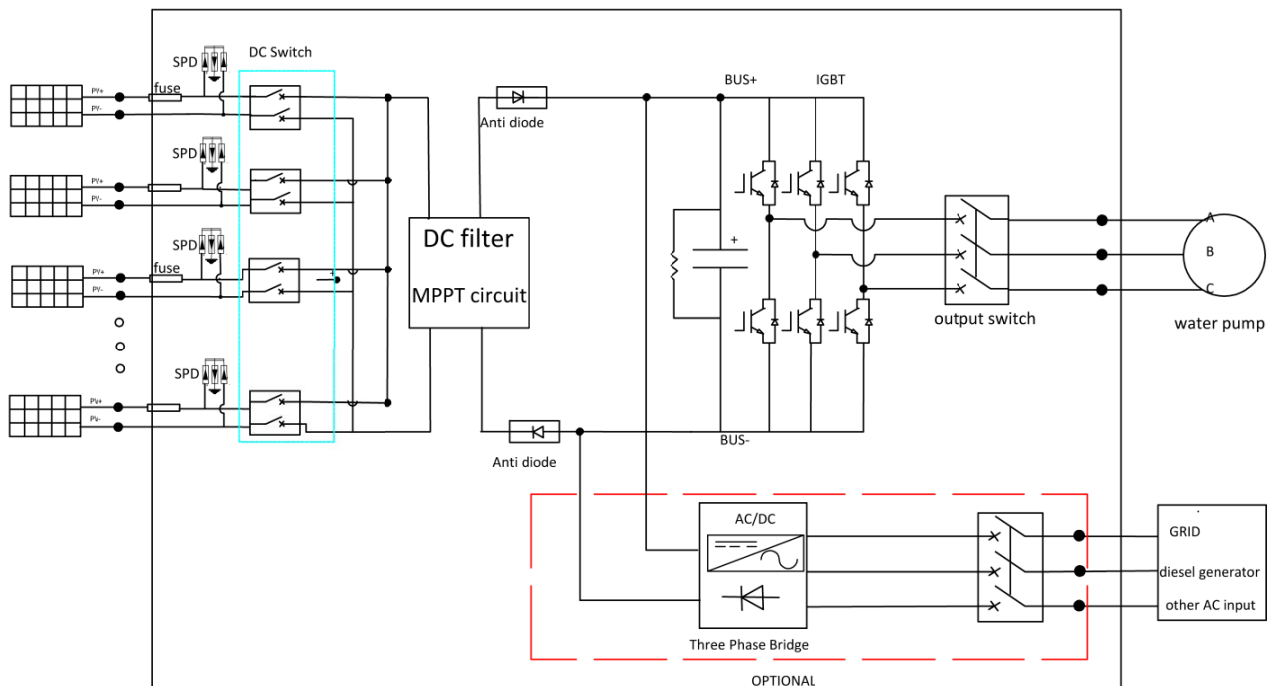 DC Switch
SPD
PV+
PV-
fuse
SPD
PV+
PV-
SPD
PV+
PV-
fuse
+
SPD
PV+
PV-
DC filter
MPPT circuit
Anti diode
Anti diode
BUS+
IGBT
+
BUS-
output switch
A
B
C
water pump
AC/DC
Three Phase Bridge
OPTIONAL
GRID
diesel generator
other AC input